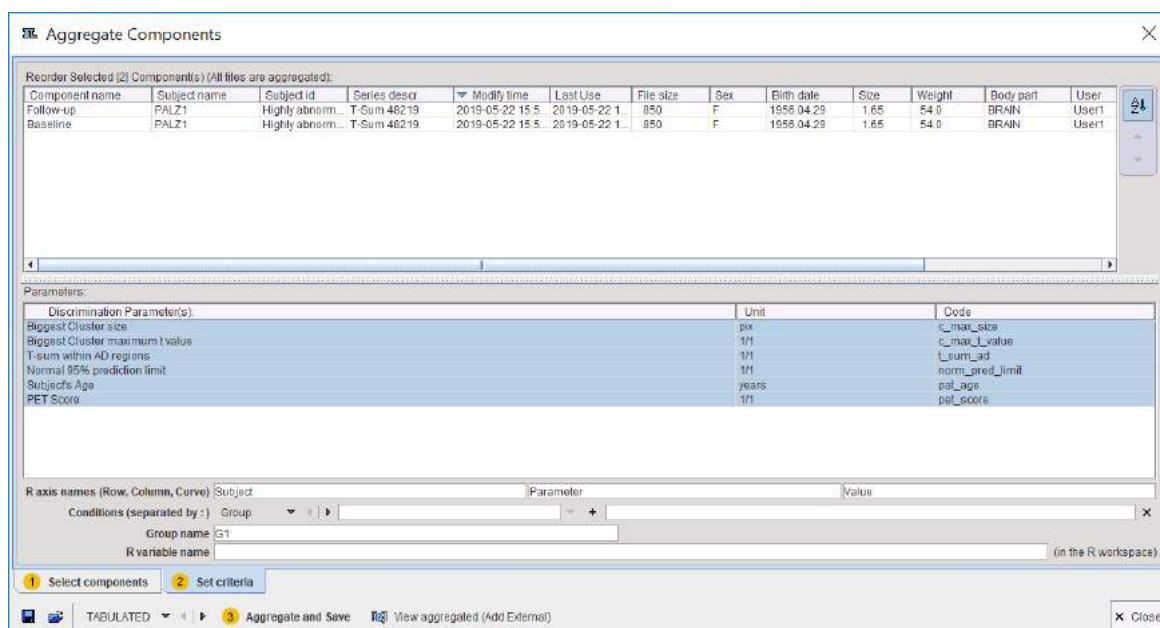 Aggregate Components
Reorder Selected [2] Component(s) (All files are aggregated):
Component name Subject name Subject id Series descr. Modify time Last Use File size Sex Birth date Size Weight Body part User
Follow-up PALZ1 Highly abnorm... T-Sum 48219 2019-05-22 15:5... 2019-05-22 1... 850 F 1956.04.29 1.65 54.0 BRAIN User1
Baseline PALZ1 Highly abnorm... T-Sum 48219 2019-05-22 15:5... 2019-05-22 1... 850 F 1956.04.29 1.65 54.0 BRAIN User1
Parameters:
Discrimination Parameter(s): Unit Code
Biggest Cluster size pix c_max_size
Biggest Cluster maximum t value 1/1 c_max_t_value
T-sum within AD regions 1/1 t_sum_ad
Normal 95% prediction limit 1/1 norm_pred_limit
Subject's Age years pat_age
PET Score 1/1 pet_score
R axis names (Row, Column, Curve) Subject Parameter Value
Conditions (separated by : ) Group +
Group name G1
R variable name (in the R workspace)
1 Select components 2 Set criteria
TABULATED 3 Aggregate and Save View aggregated (Add External) Close